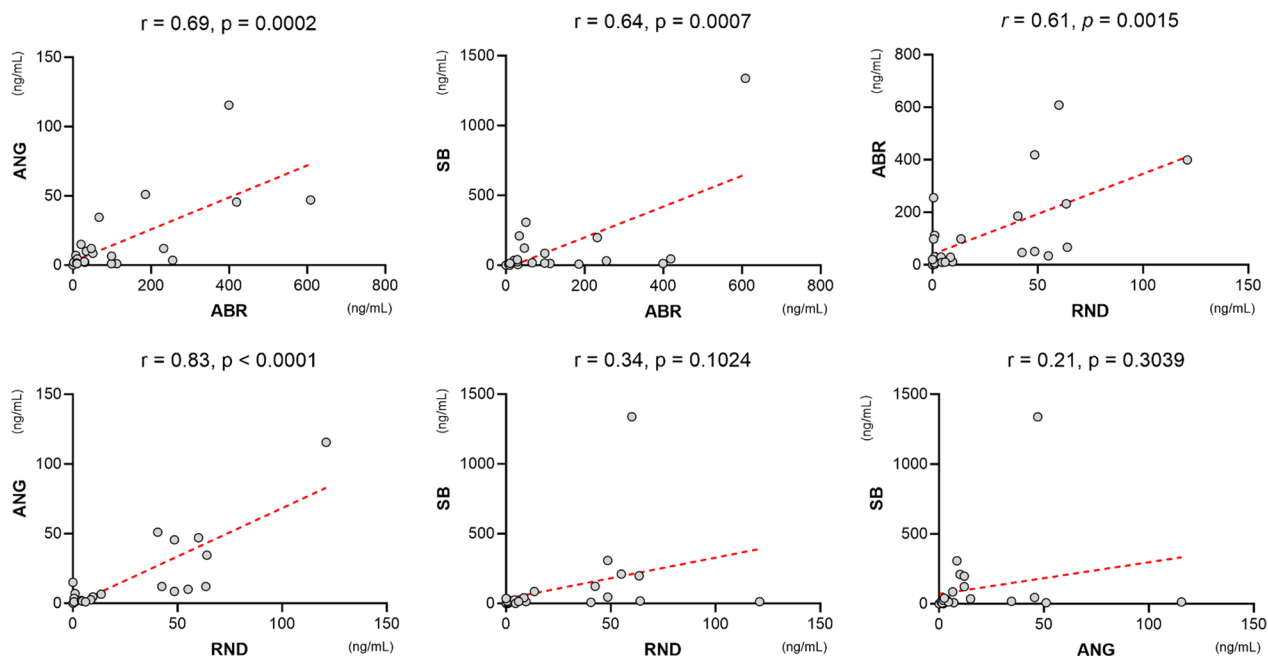 r = 0.69, p = 0.0002
(ng/mL)
150
100
50
0
ANG
0 200 400 600 800
ABR (ng/mL)
r = 0.64, p = 0.0007
(ng/mL)
1500
1000
500
0
SB
0 200 400 600 800
ABR (ng/mL)
r = 0.61, p = 0.0015
(ng/mL)
800
600
400
200
0
ABR
0 50 100 150
RND (ng/mL)
r = 0.83, p < 0.0001
(ng/mL)
150
100
50
0
ANG
0 50 100 150
RND (ng/mL)
r = 0.34, p = 0.1024
(ng/mL)
1500
1000
500
0
SB
0 50 100 150
RND (ng/mL)
r = 0.21, p = 0.3039
(ng/mL)
1500
1000
500
0
SB
0 50 100 150
ANG (ng/mL)